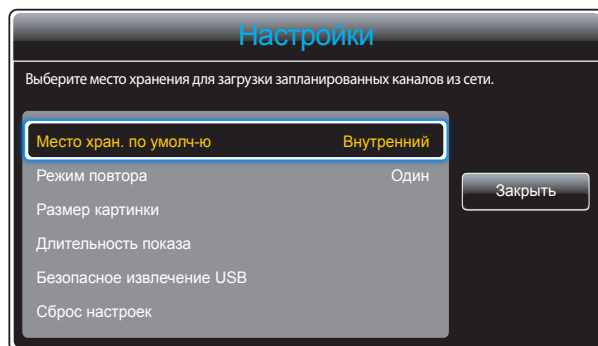 Настройки
Выберите место хранения для загрузки запланированных каналов из сети.
Место хран. по умолч-ю Внутренний
Режим повтора Один
Закрыть
Размер картинки
Длительность показа
Безопасное извлечение USB
Сброс настроек